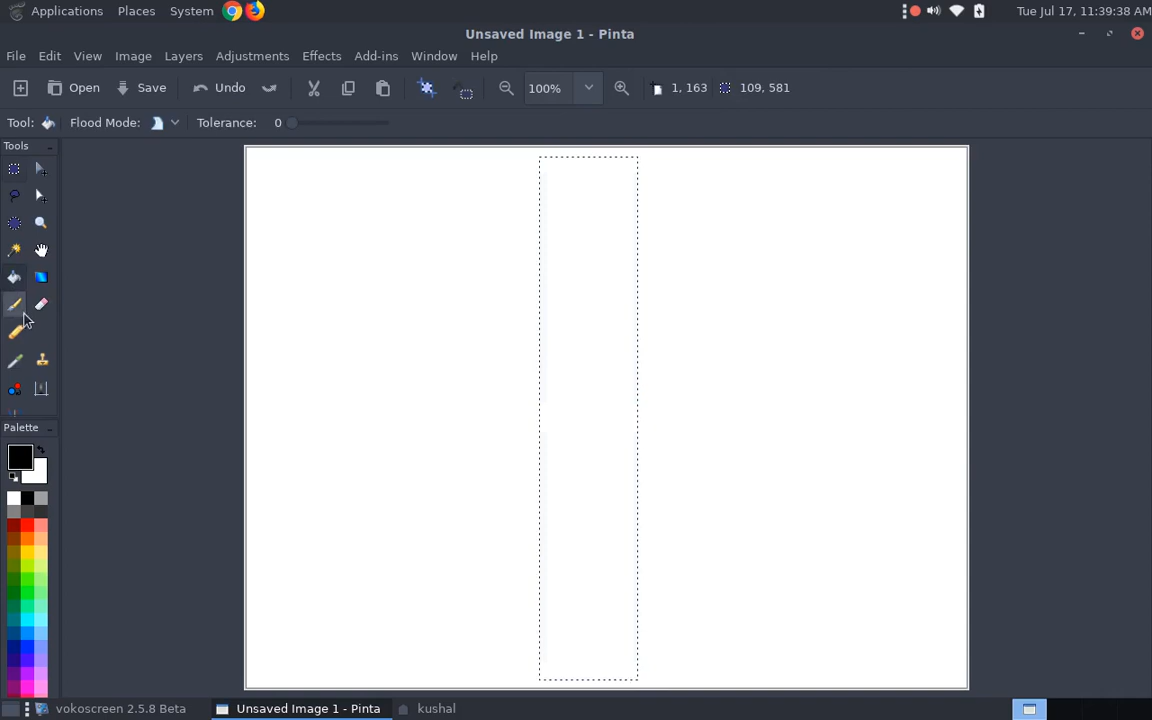 Applications Places System Tue Jul 17, 11:39:38 AM
Unsaved Image 1 - Pinta
File Edit View Image Layers Adjustments Effects Add-ins Window Help
Open Save Undo 100% 1, 163 109, 581
Tool: Flood Mode: Tolerance: 0
Tools
Palette
vokoscreen 2.5.8 Beta Unsaved Image 1 - Pinta kushal